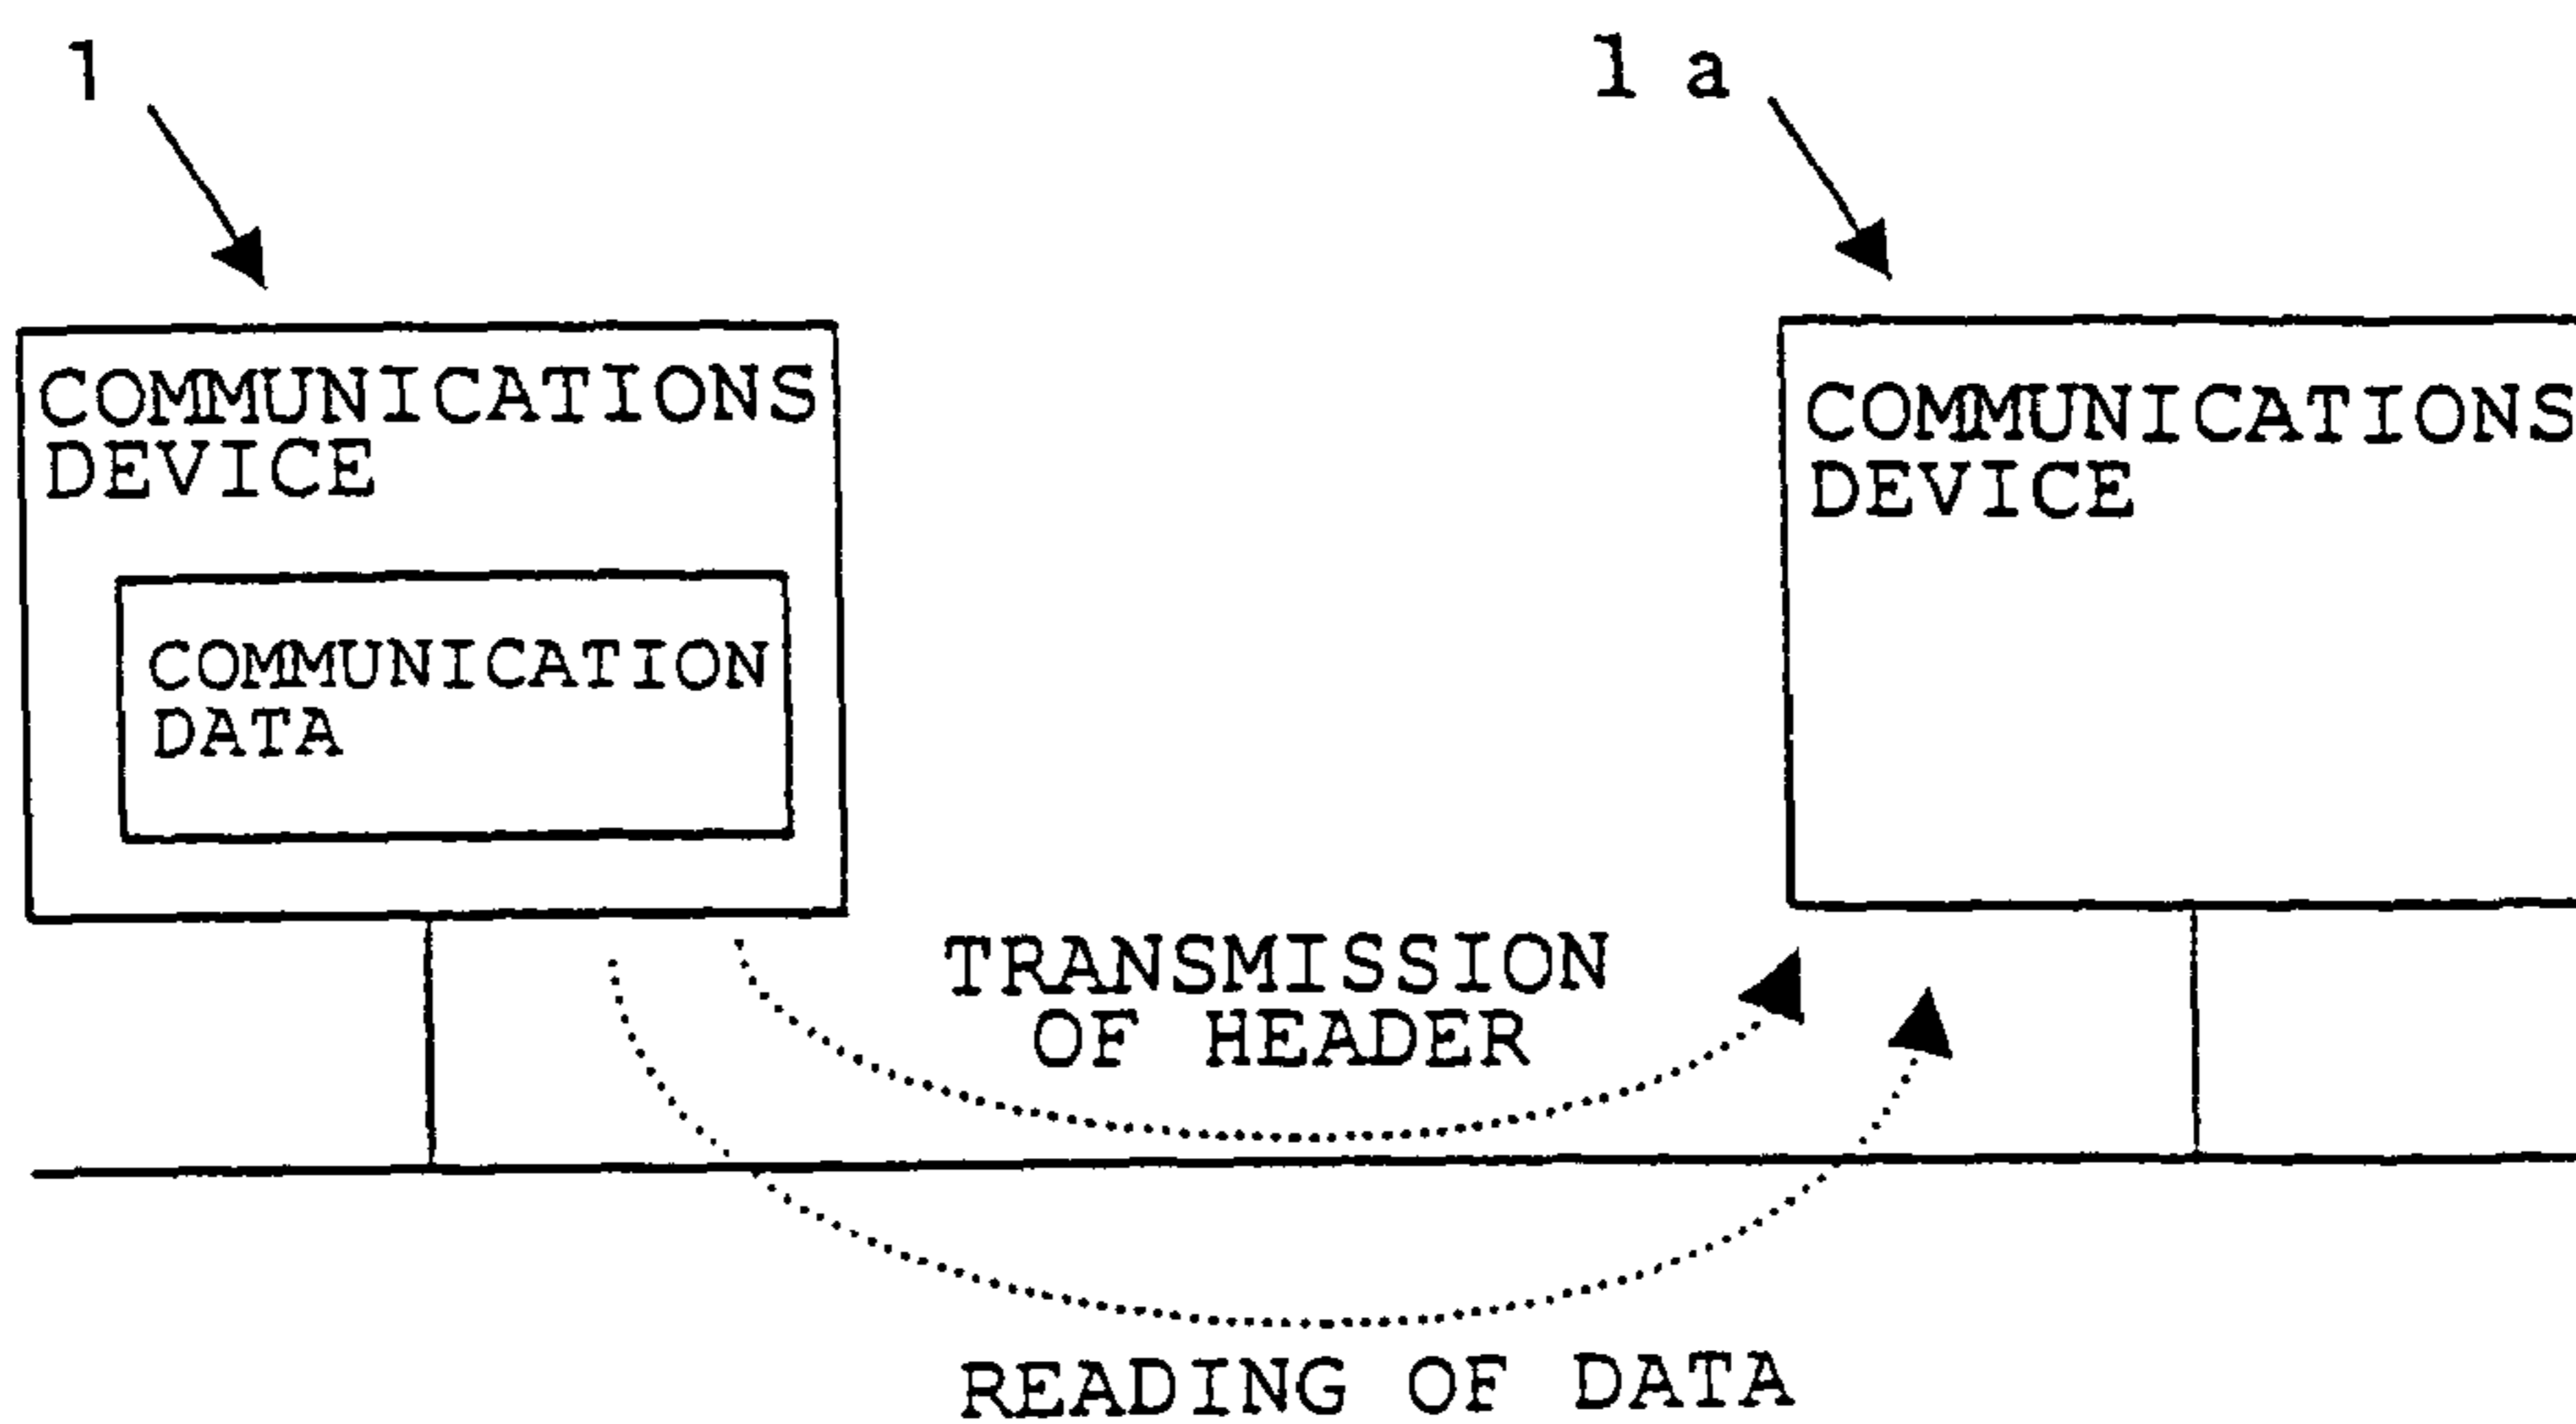 1
1 a
COMMUNICATIONS
DEVICE
COMMUNICATION
DATA
COMMUNICATIONS
DEVICE
TRANSMISSION
OF HEADER
READING OF DATA